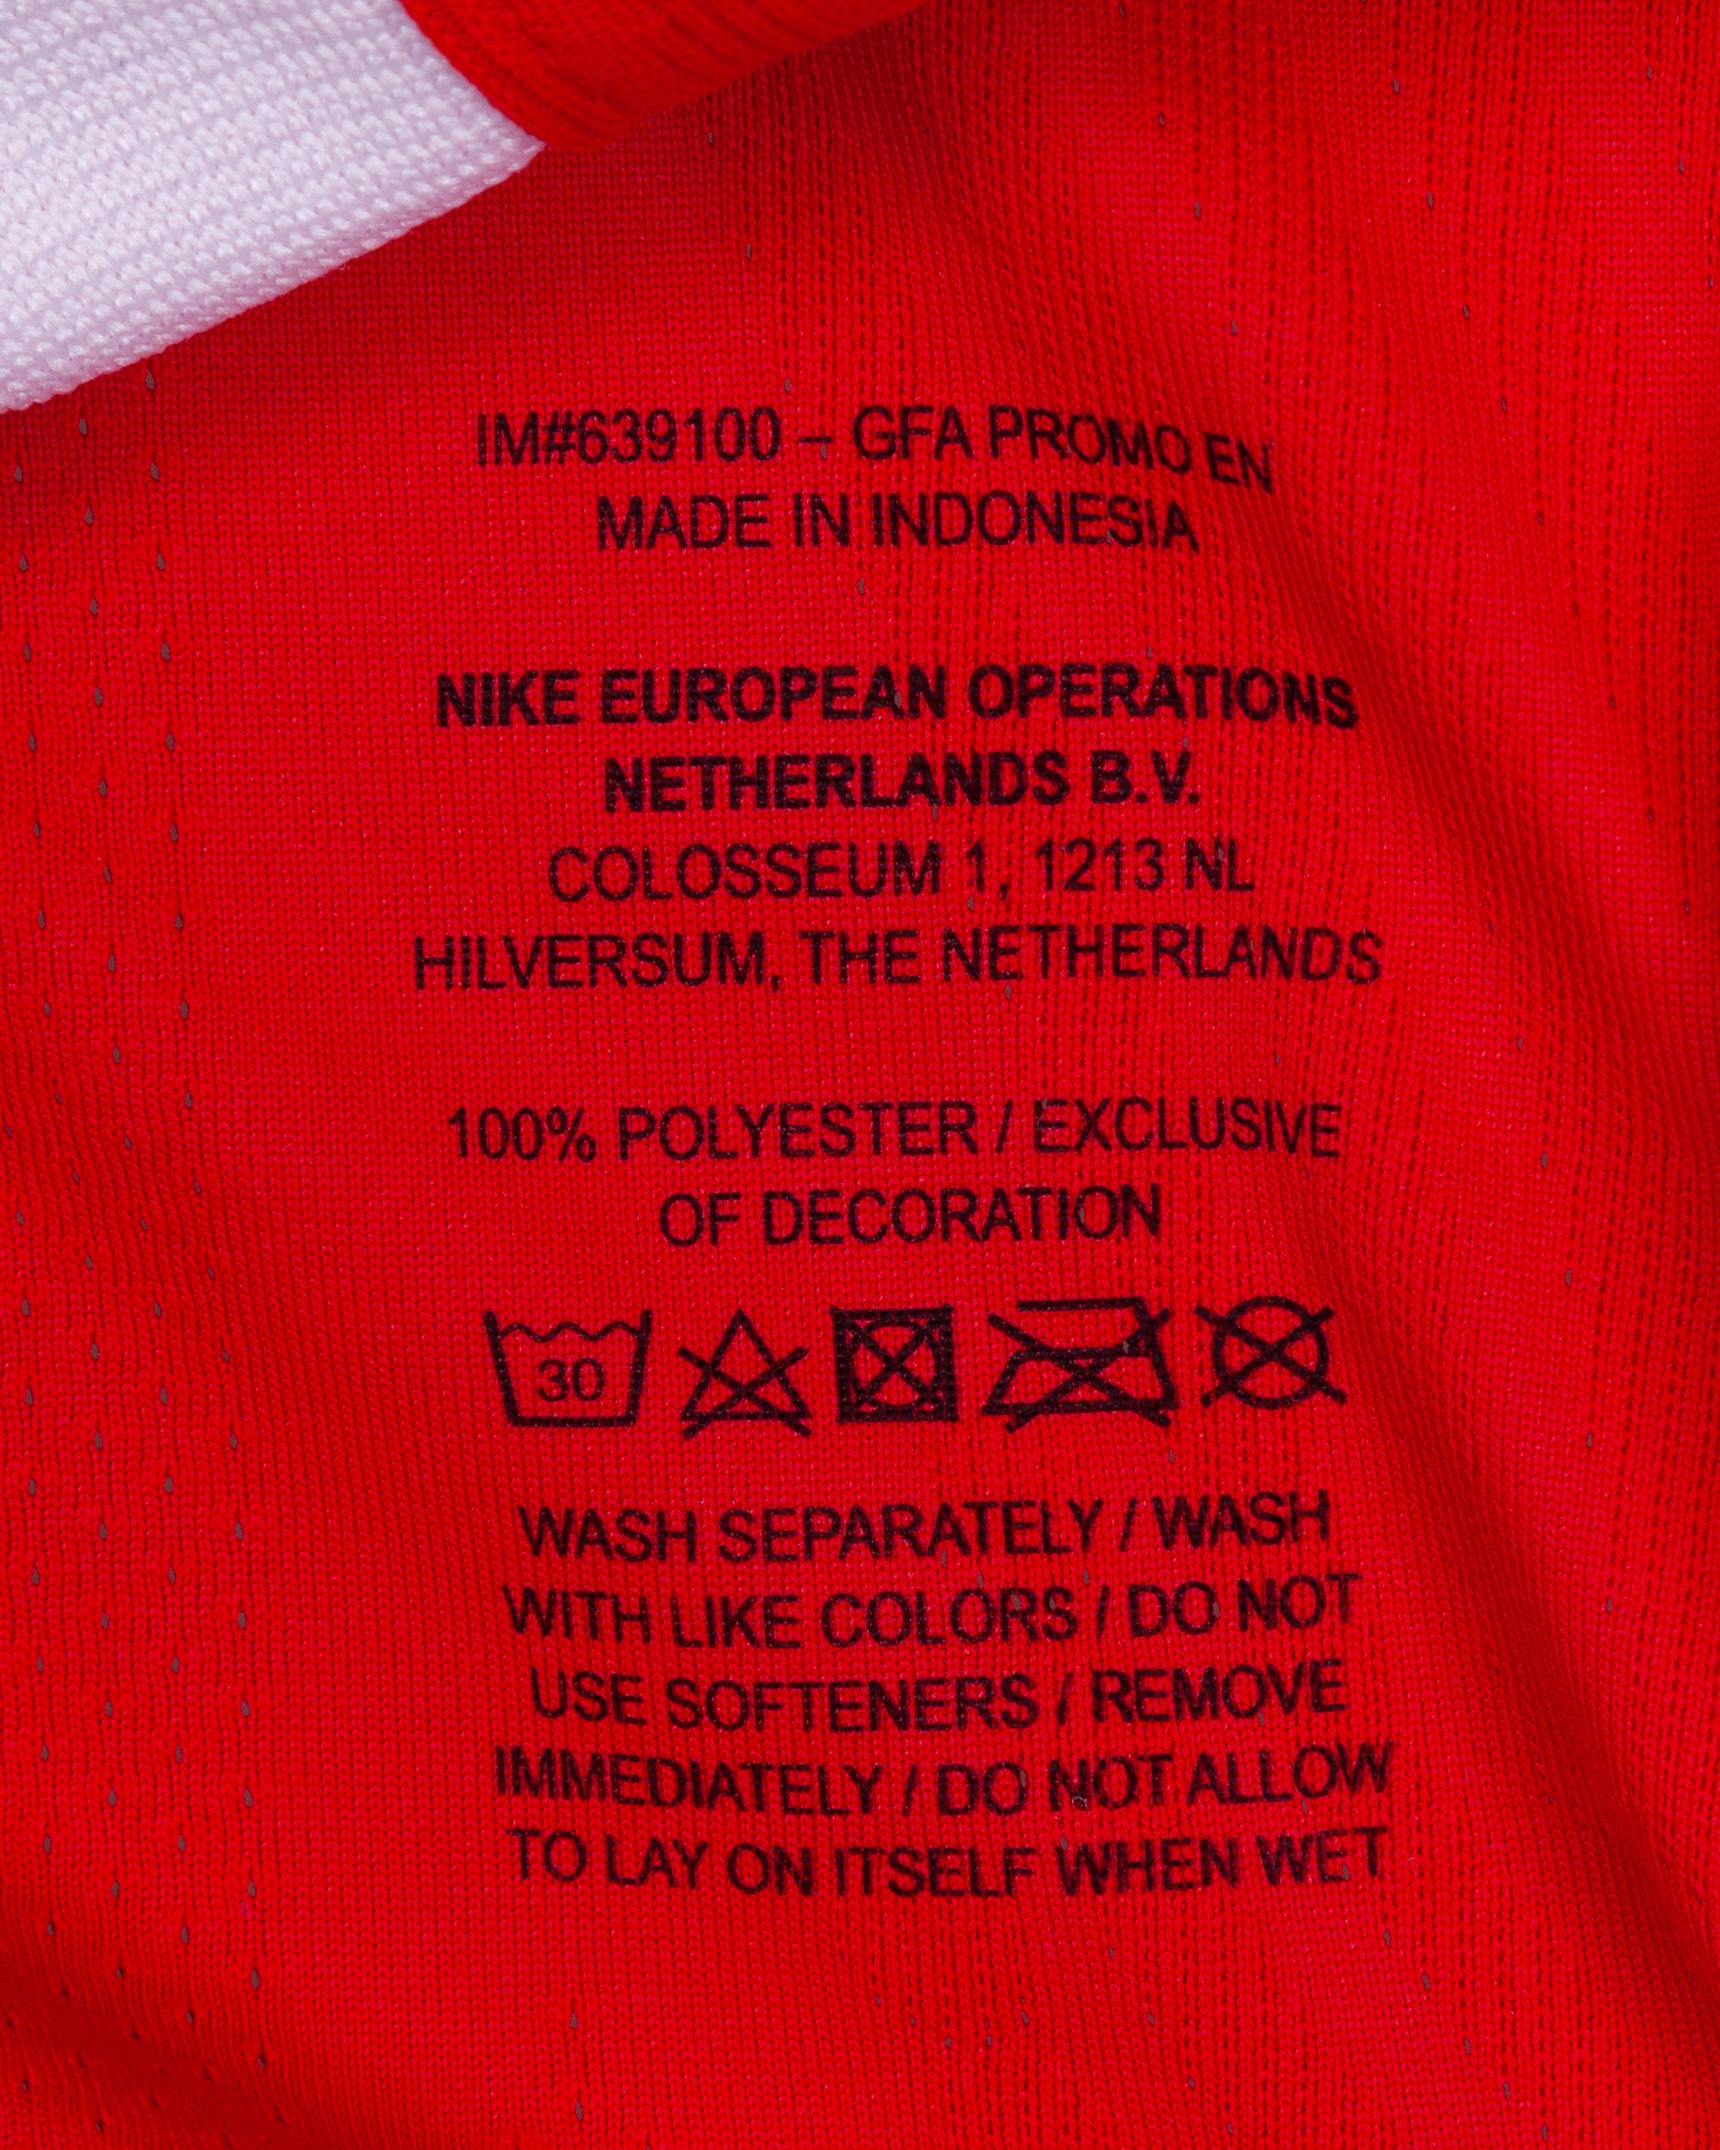 IM#639100 – GFA PROMO EN
MADE IN INDONESIA
NIKE EUROPEAN OPERATIONS
NETHERLANDS B.V.
COLOSSEUM 1, 1213 NL
HILVERSUM, THE NETHERLANDS
100% POLYESTER / EXCLUSIVE
OF DECORATION
30
WASH SEPARATELY / WASH
WITH LIKE COLORS / DO NOT
USE SOFTENERS / REMOVE
IMMEDIATELY / DO NOT ALLOW
TO LAY ON ITSELF WHEN WET